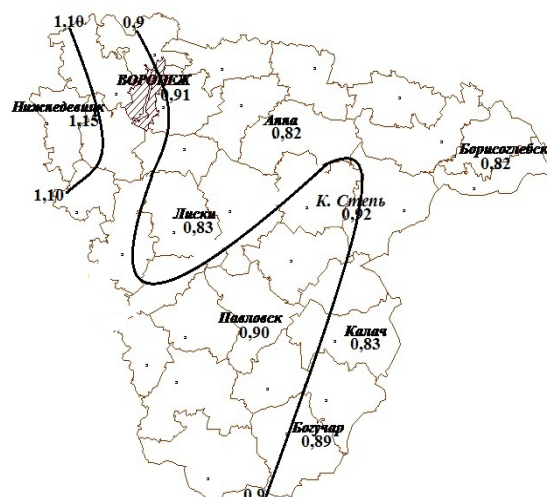 1,10
0,9
ВОРОНЕЖ
0,91
Нижнедевицк
1,15
Анна
0,82
Борисоглебск
0,82
1,10
Лиски
0,83
К. Степь
0,92
Павловск
0,90
Калач
0,83
Богучар
0,89
0,9